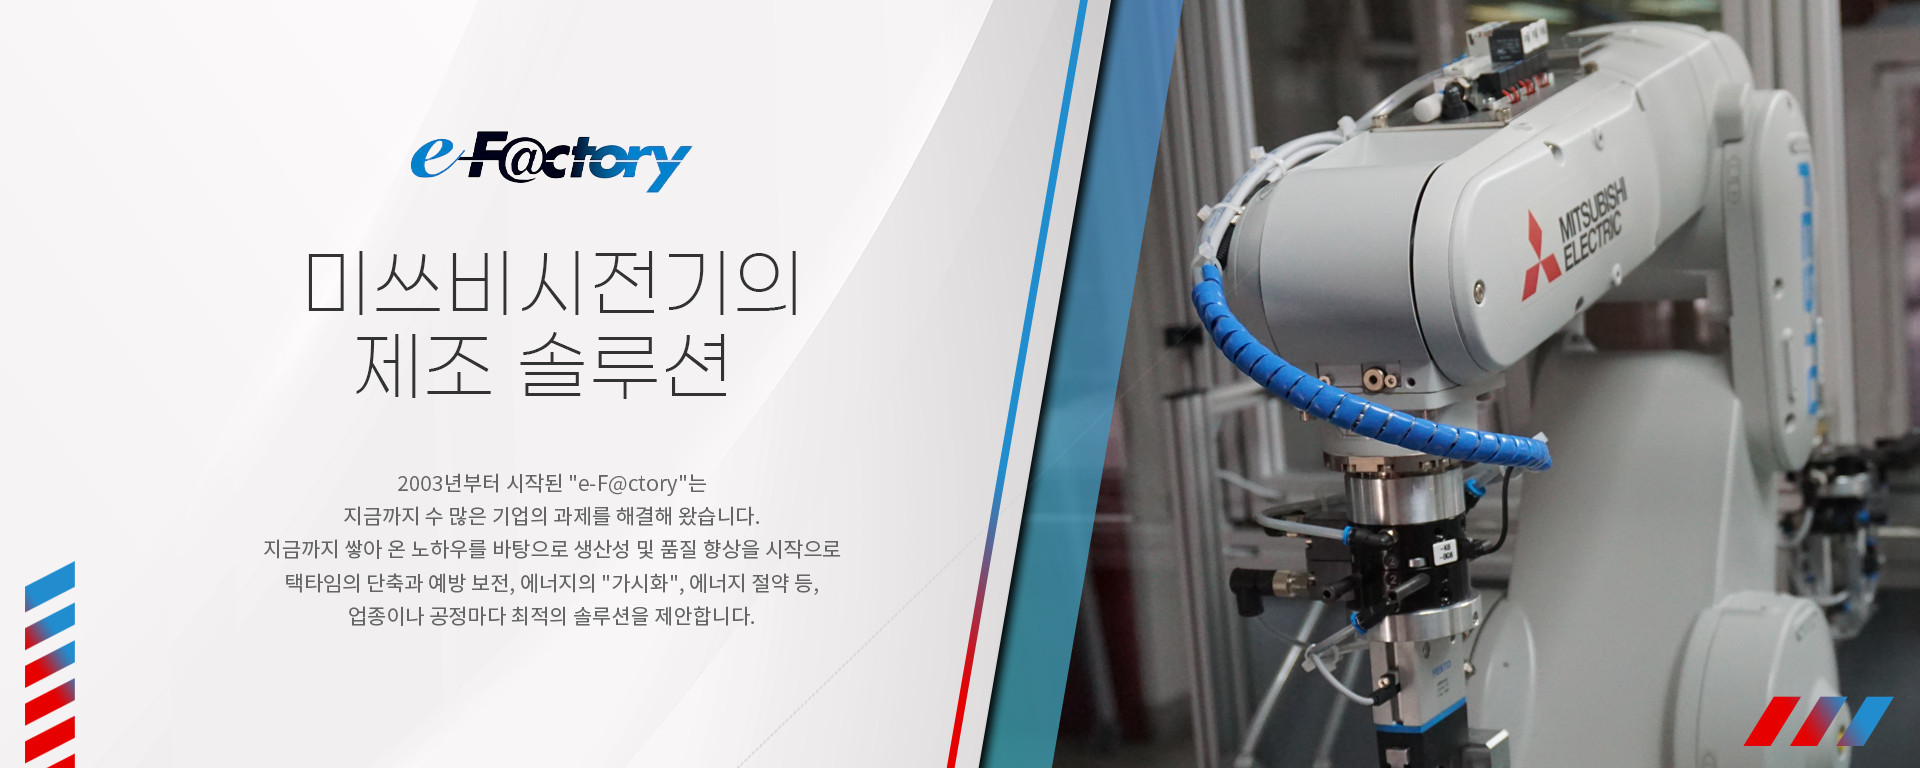 e-F@ctory
미쓰비시전기의
제조 솔루션
2003년부터 시작된 "e-F@ctory"는
지금까지 수 많은 기업의 과제를 해결해 왔습니다.
지금까지 쌓아 온 노하우를 바탕으로 생산성 및 품질 향상을 시작으로
택타임의 단축과 예방 보전, 에너지의 "가시화", 에너지 절약 등,
업종이나 공정마다 최적의 솔루션을 제안합니다.
MITSUBISHI
ELECTRIC
FESTO